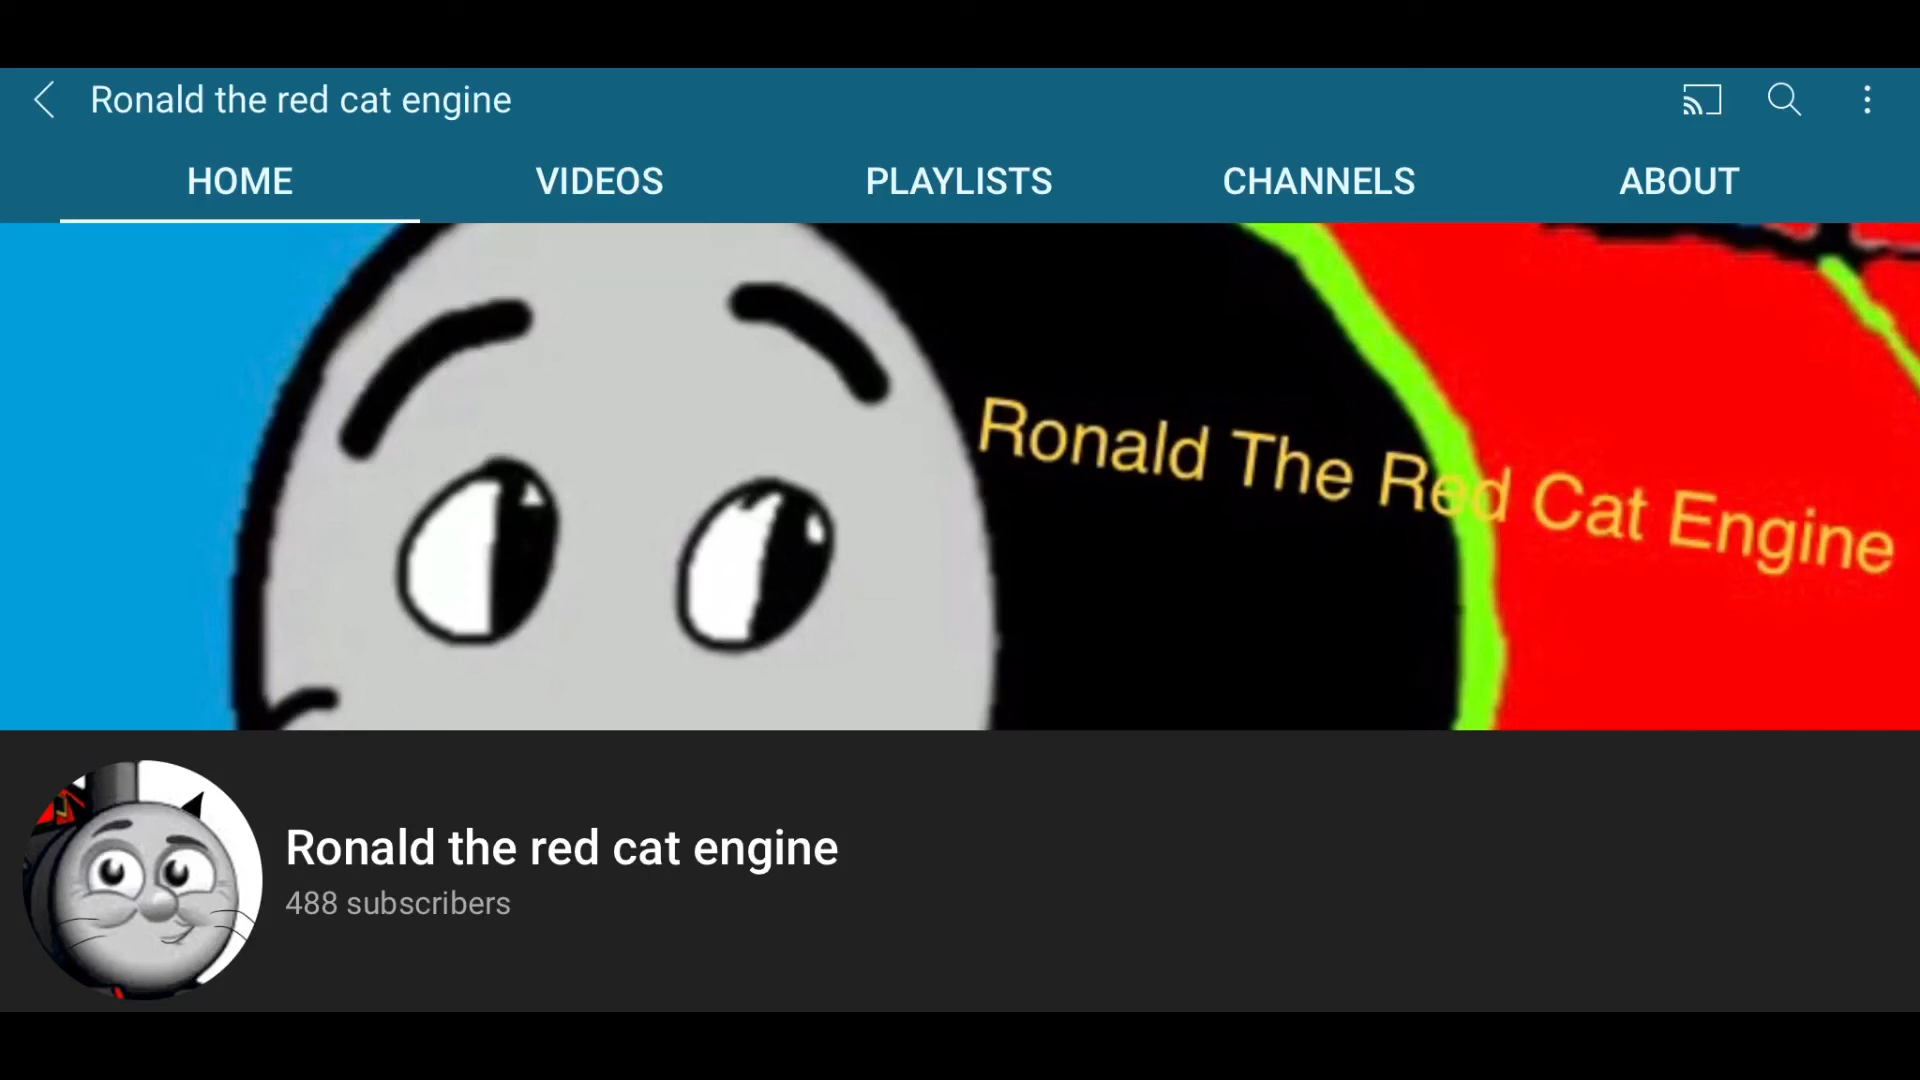 Ronald the red cat engine
HOME VIDEOS PLAYLISTS CHANNELS ABOUT
Ronald The Red Cat Engine
Ronald the red cat engine
488 subscribers